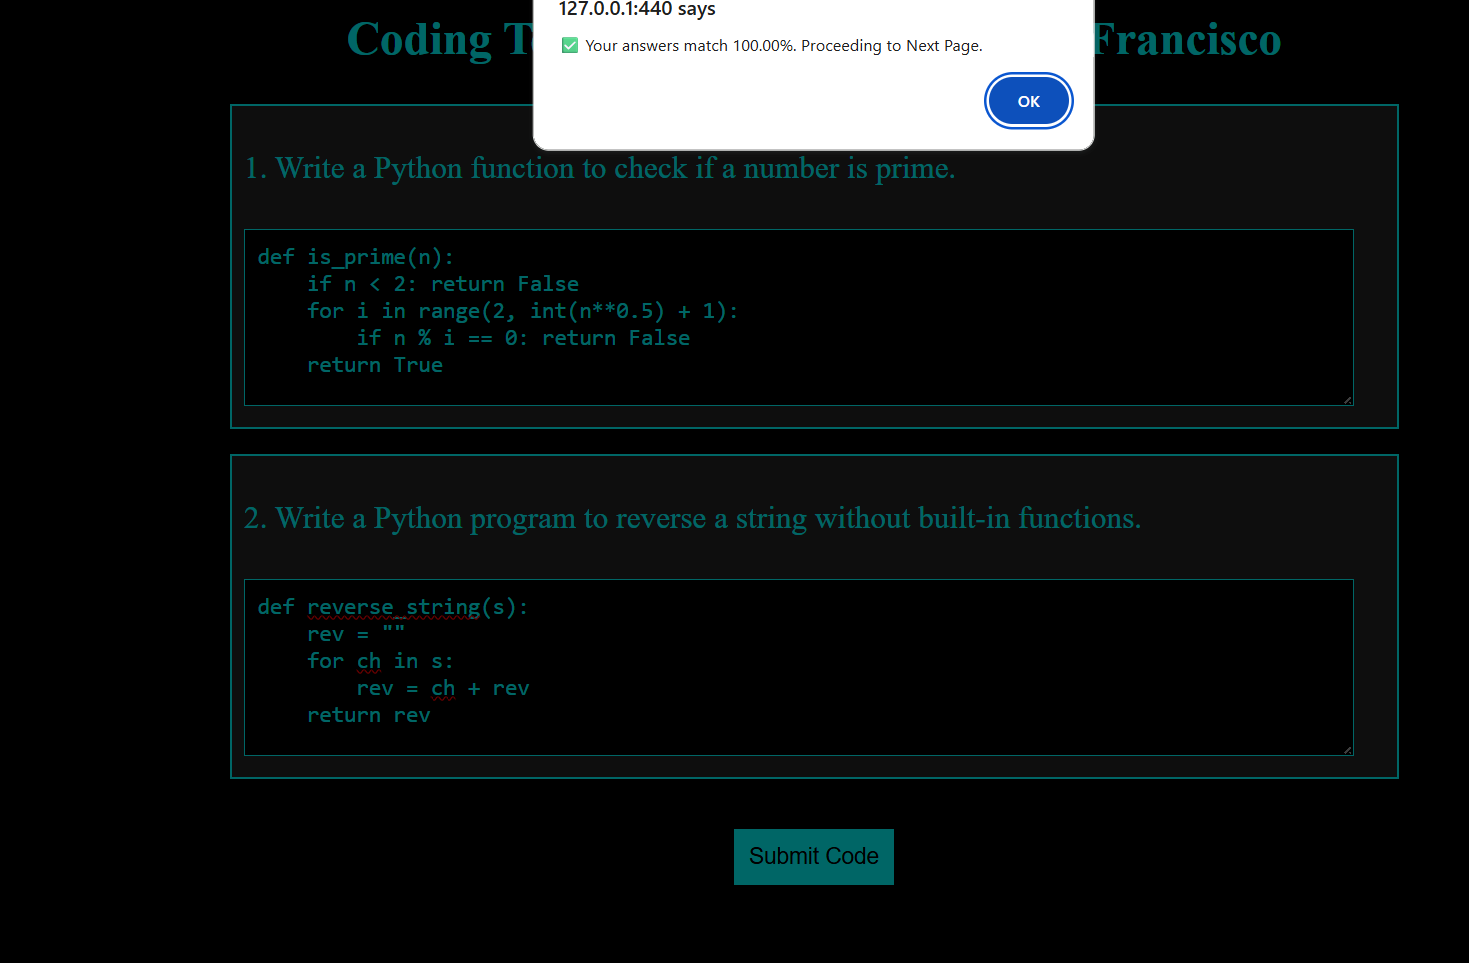 127.0.0.1:440 says
✅ Your answers match 100.00%. Proceeding to Next Page.
OK
Coding Francisco
1. Write a Python function to check if a number is prime.
def is_prime(n):
    if n < 2: return False
    for i in range(2, int(n**0.5) + 1):
        if n % i == 0: return False
    return True
2. Write a Python program to reverse a string without built-in functions.
def reverse_string(s):
    rev = ""
    for ch in s:
        rev = ch + rev
    return rev
Submit Code